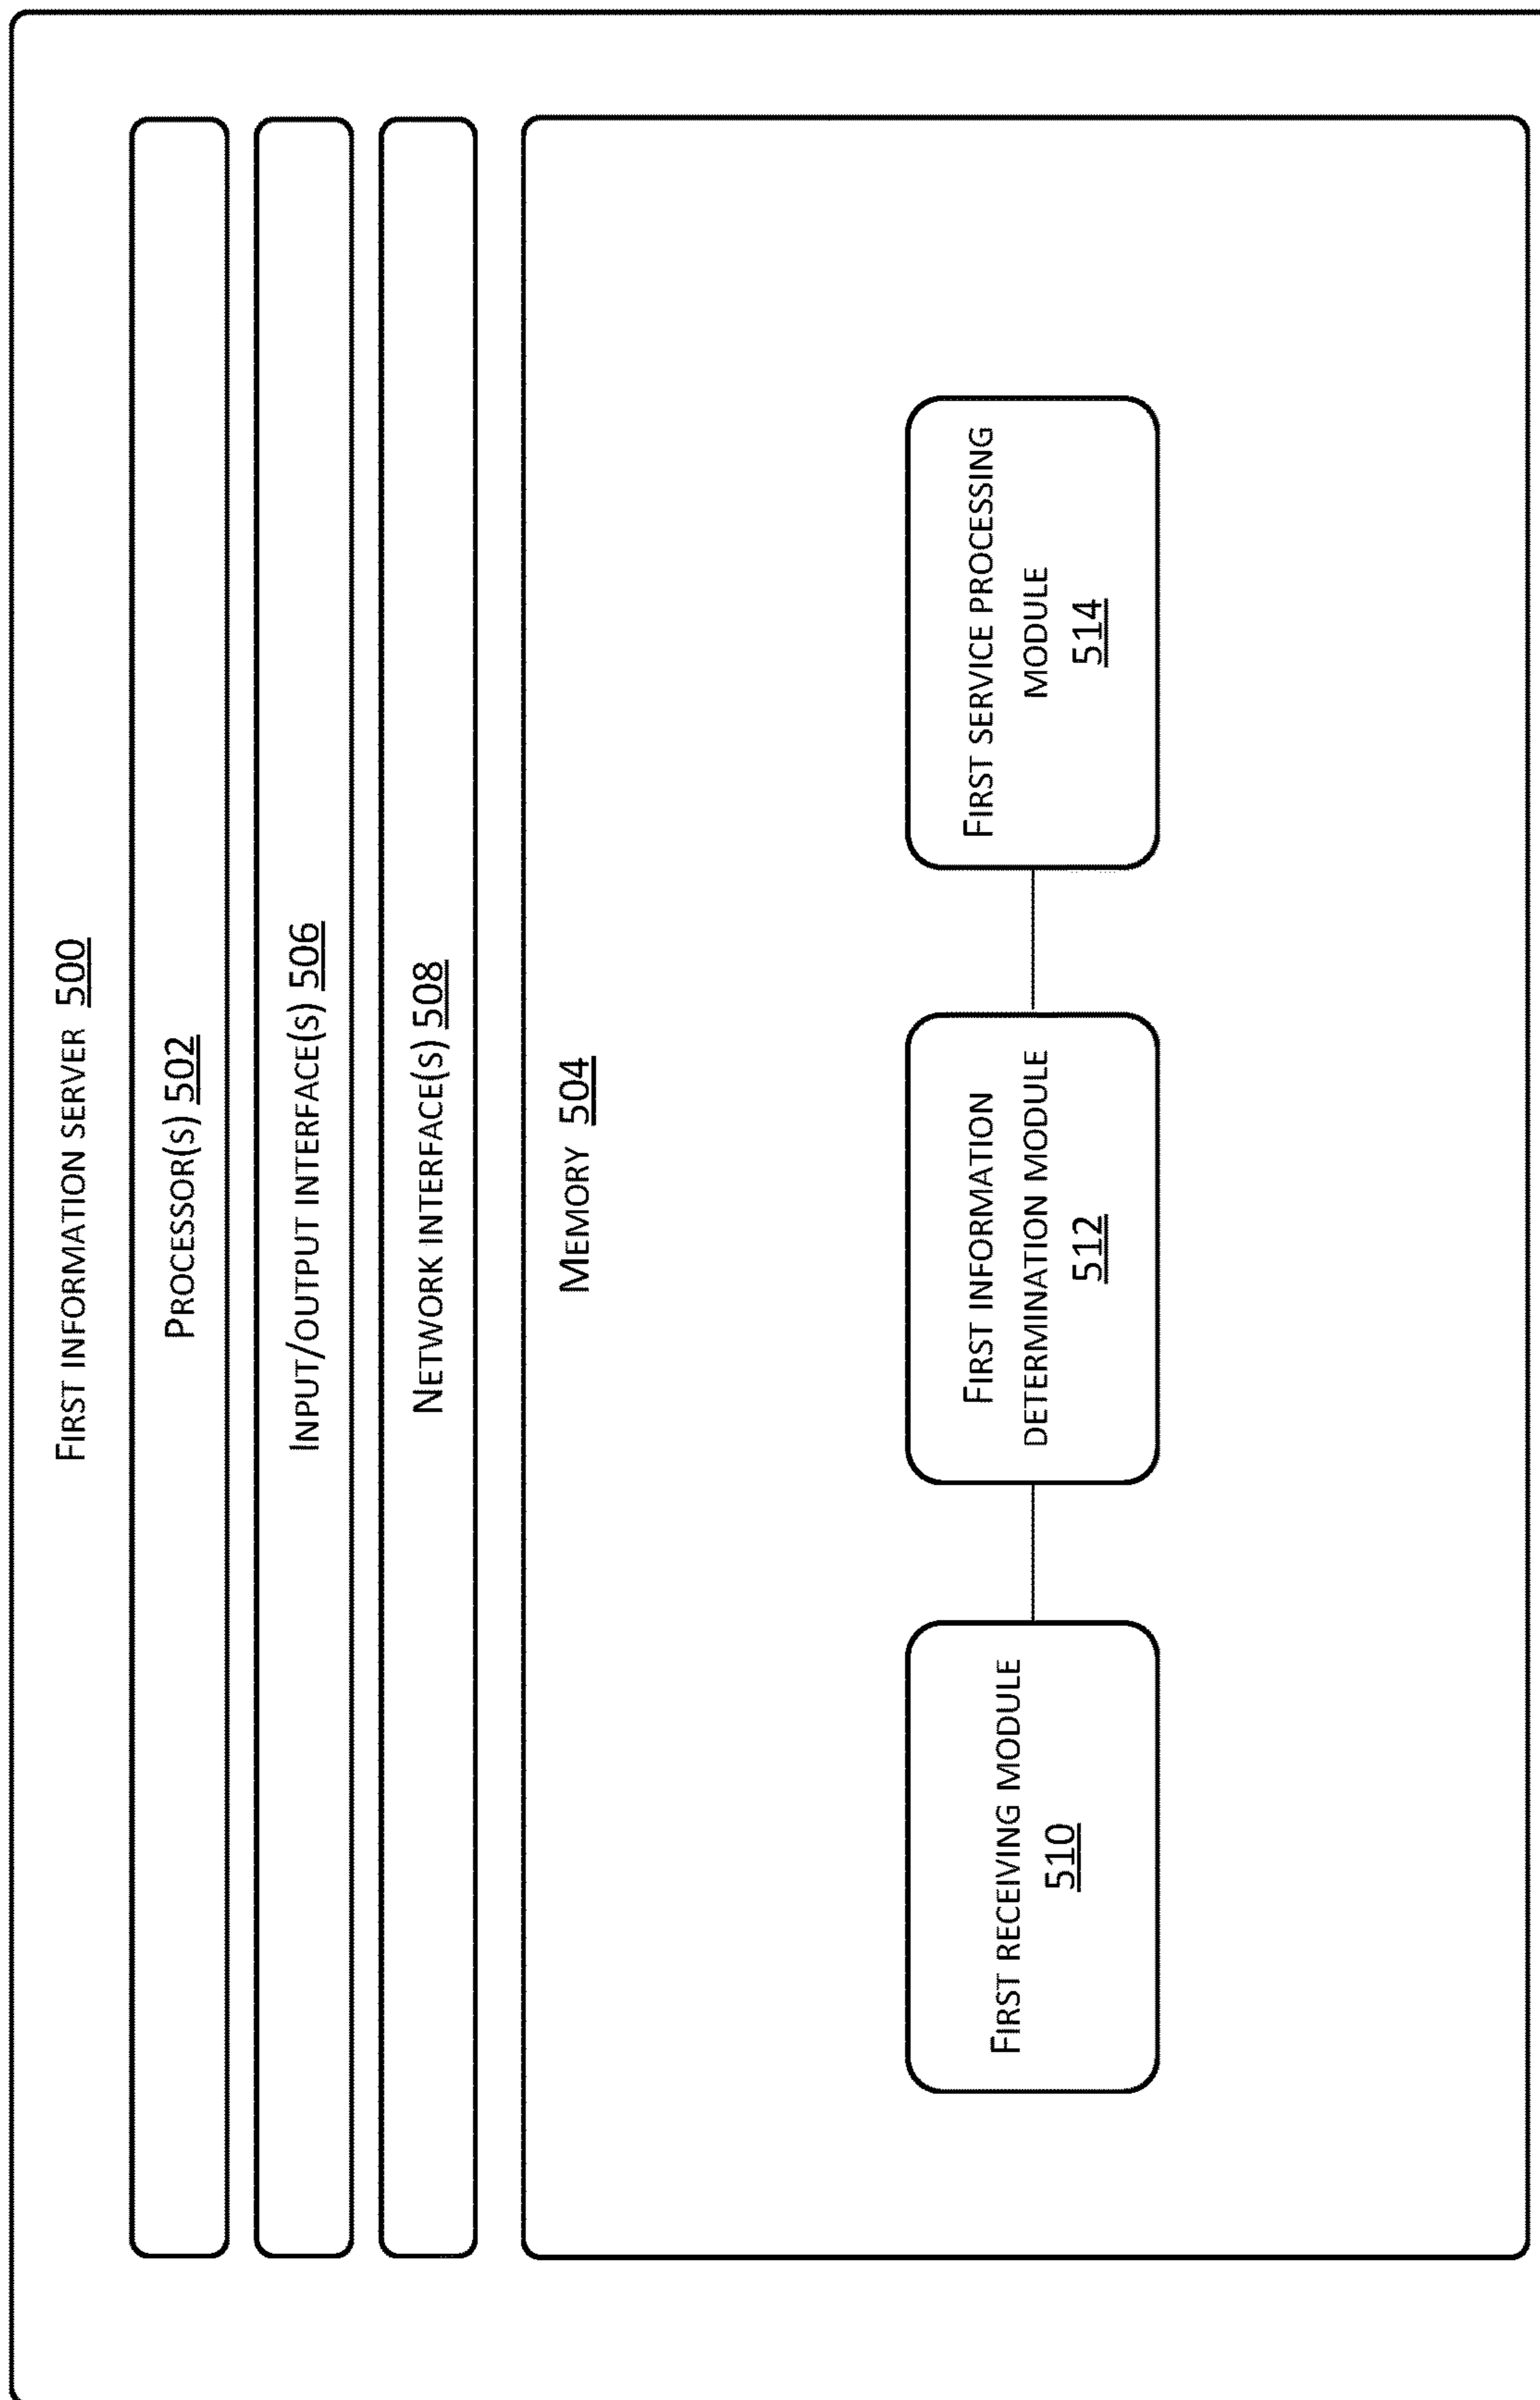 First information server 500
Processor(s) 502
Input/output interface(s) 506
Network interface(s) 508
Memory 504
First receiving module
510
First information
determination module
512
First service processing
module
514